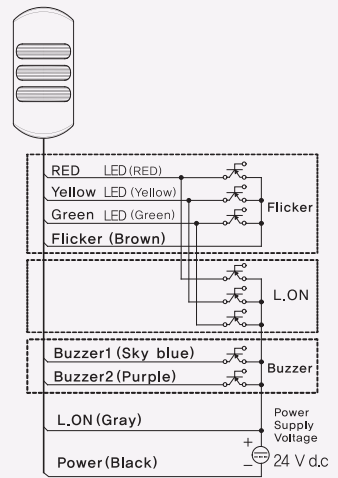 RED LED (RED)
Yellow LED (Yellow)
Green LED (Green)
Flicker
Flicker (Brown)
L.ON
Buzzer1 (Sky blue)
Buzzer
Buzzer2 (Purple)
L.ON (Gray)
Power
Supply
Voltage
+
− 24 V d.c
Power (Black)